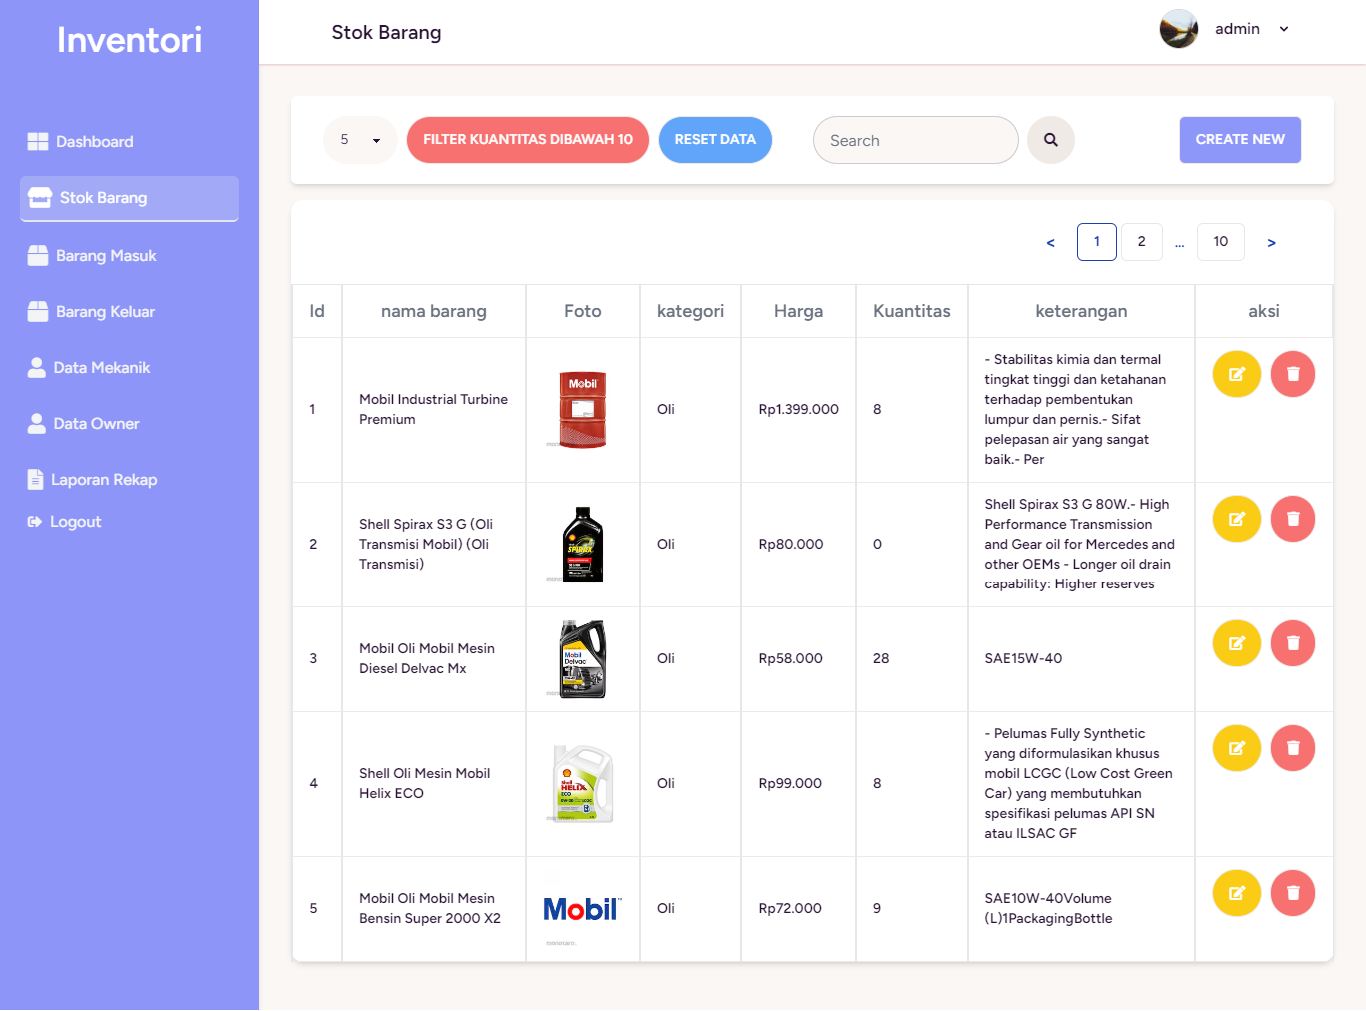 Inventori
Dashboard
Stok Barang
Barang Masuk
Barang Keluar
Data Mekanik
Data Owner
Laporan Rekap
Logout
Stok Barang
admin
5
FILTER KUANTITAS DIBAWAH 10
RESET DATA
Search
CREATE NEW
< 1 2 ... 10 >
Id nama barang Foto kategori Harga Kuantitas keterangan aksi
1
Mobil Industrial Turbine
Premium
Mobil
Oli
Rp1.399.000
8
- Stabilitas kimia dan termal
tingkat tinggi dan ketahanan
terhadap pembentukan
lumpur dan pernis.- Sifat
pelepasan air yang sangat
baik.- Per
2
Shell Spirax S3 G (Oli
Transmisi Mobil) (Oli
Transmisi)
SPIRAX
Oli
Rp80.000
0
Shell Spirax S3 G 80W.- High
Performance Transmission
and Gear oil for Mercedes and
other OEMs - Longer oil drain
capability: Higher reserves
3
Mobil Oli Mobil Mesin
Diesel Delvac Mx
Mobil
Delvac
Oli
Rp58.000
28
SAE15W-40
4
Shell Oli Mesin Mobil
Helix ECO
Shell
HELIX
ECO
Oli
Rp99.000
8
- Pelumas Fully Synthetic
yang diformulasikan khusus
mobil LCGC (Low Cost Green
Car) yang membutuhkan
spesifikasi pelumas API SN
atau ILSAC GF
5
Mobil Oli Mobil Mesin
Bensin Super 2000 X2
Mobil
Oli
Rp72.000
9
SAE10W-40Volume
(L)1PackagingBottle